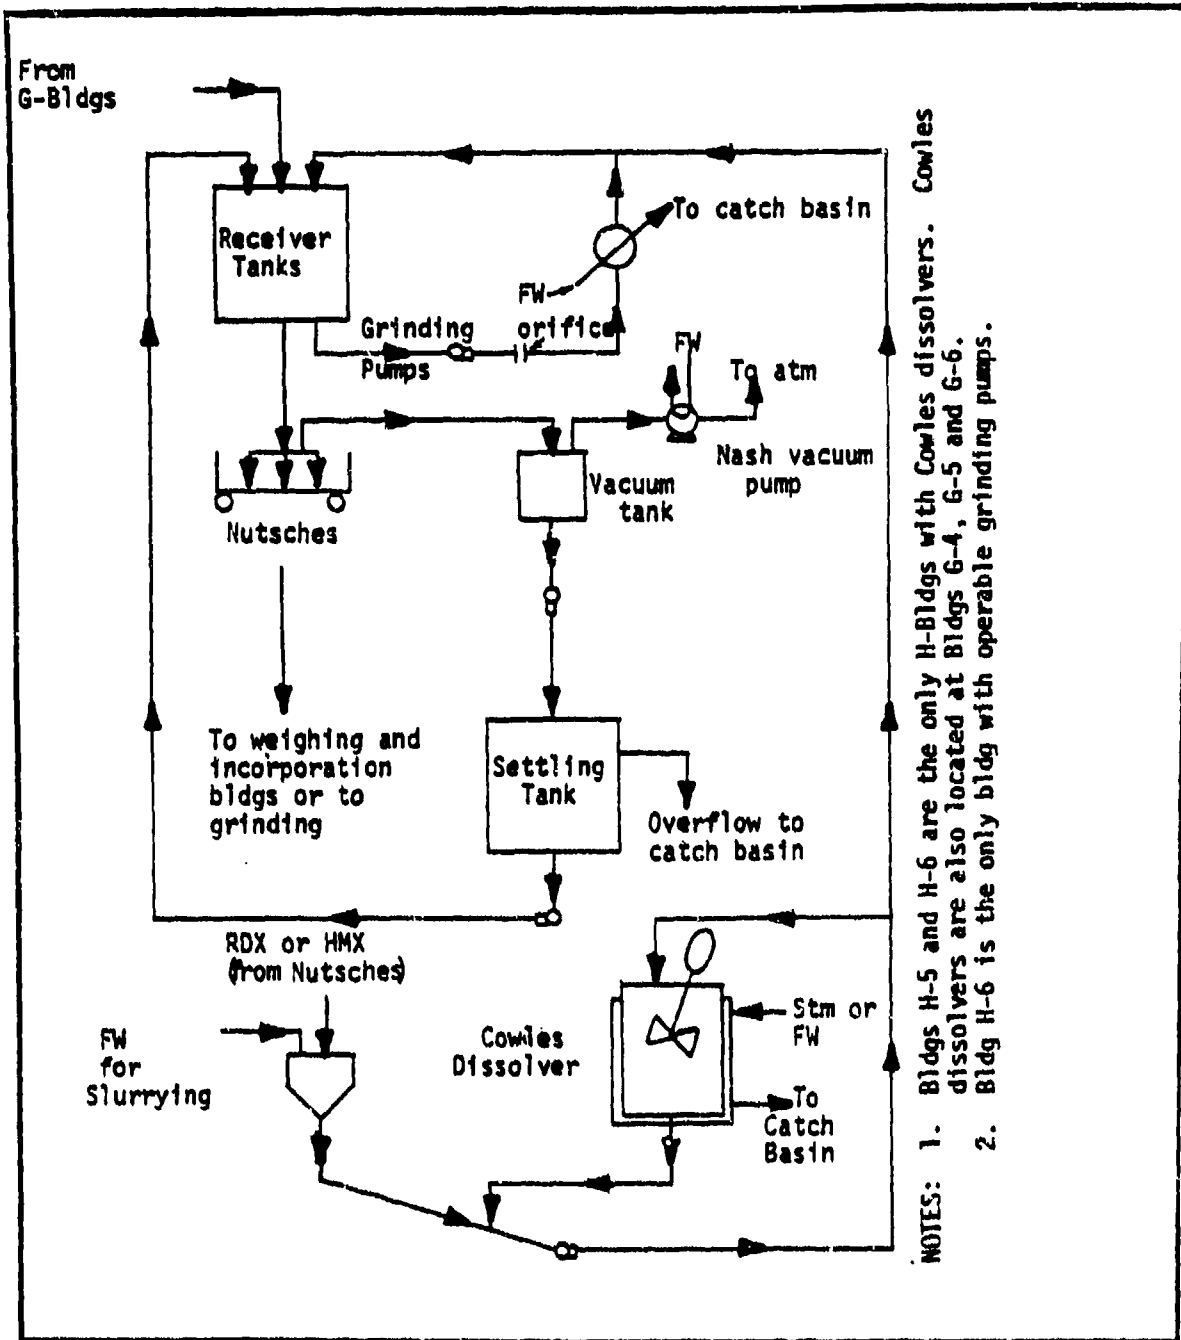 From
G-Bldgs
Receiver
Tanks
To catch basin
FW
Grinding
Pumps
orifice
FW
To atm
Nash vacuum
pump
Vacuum
tank
Nutsches
To weighing and
incorporation
bldgs or to
grinding
Settling
Tank
Overflow to
catch basin
RDX or HMX
(from Nutsches)
FW
for
Slurrying
Cowles
Dissolver
Stm or
FW
To
Catch
Basin
NOTES: 1. Bldgs H-5 and H-6 are the only H-Bldgs with Cowles dissolvers. Cowles
dissolvers are also located at Bldgs G-4, G-5 and G-6.
2. Bldg H-6 is the only bldg with operable grinding pumps.